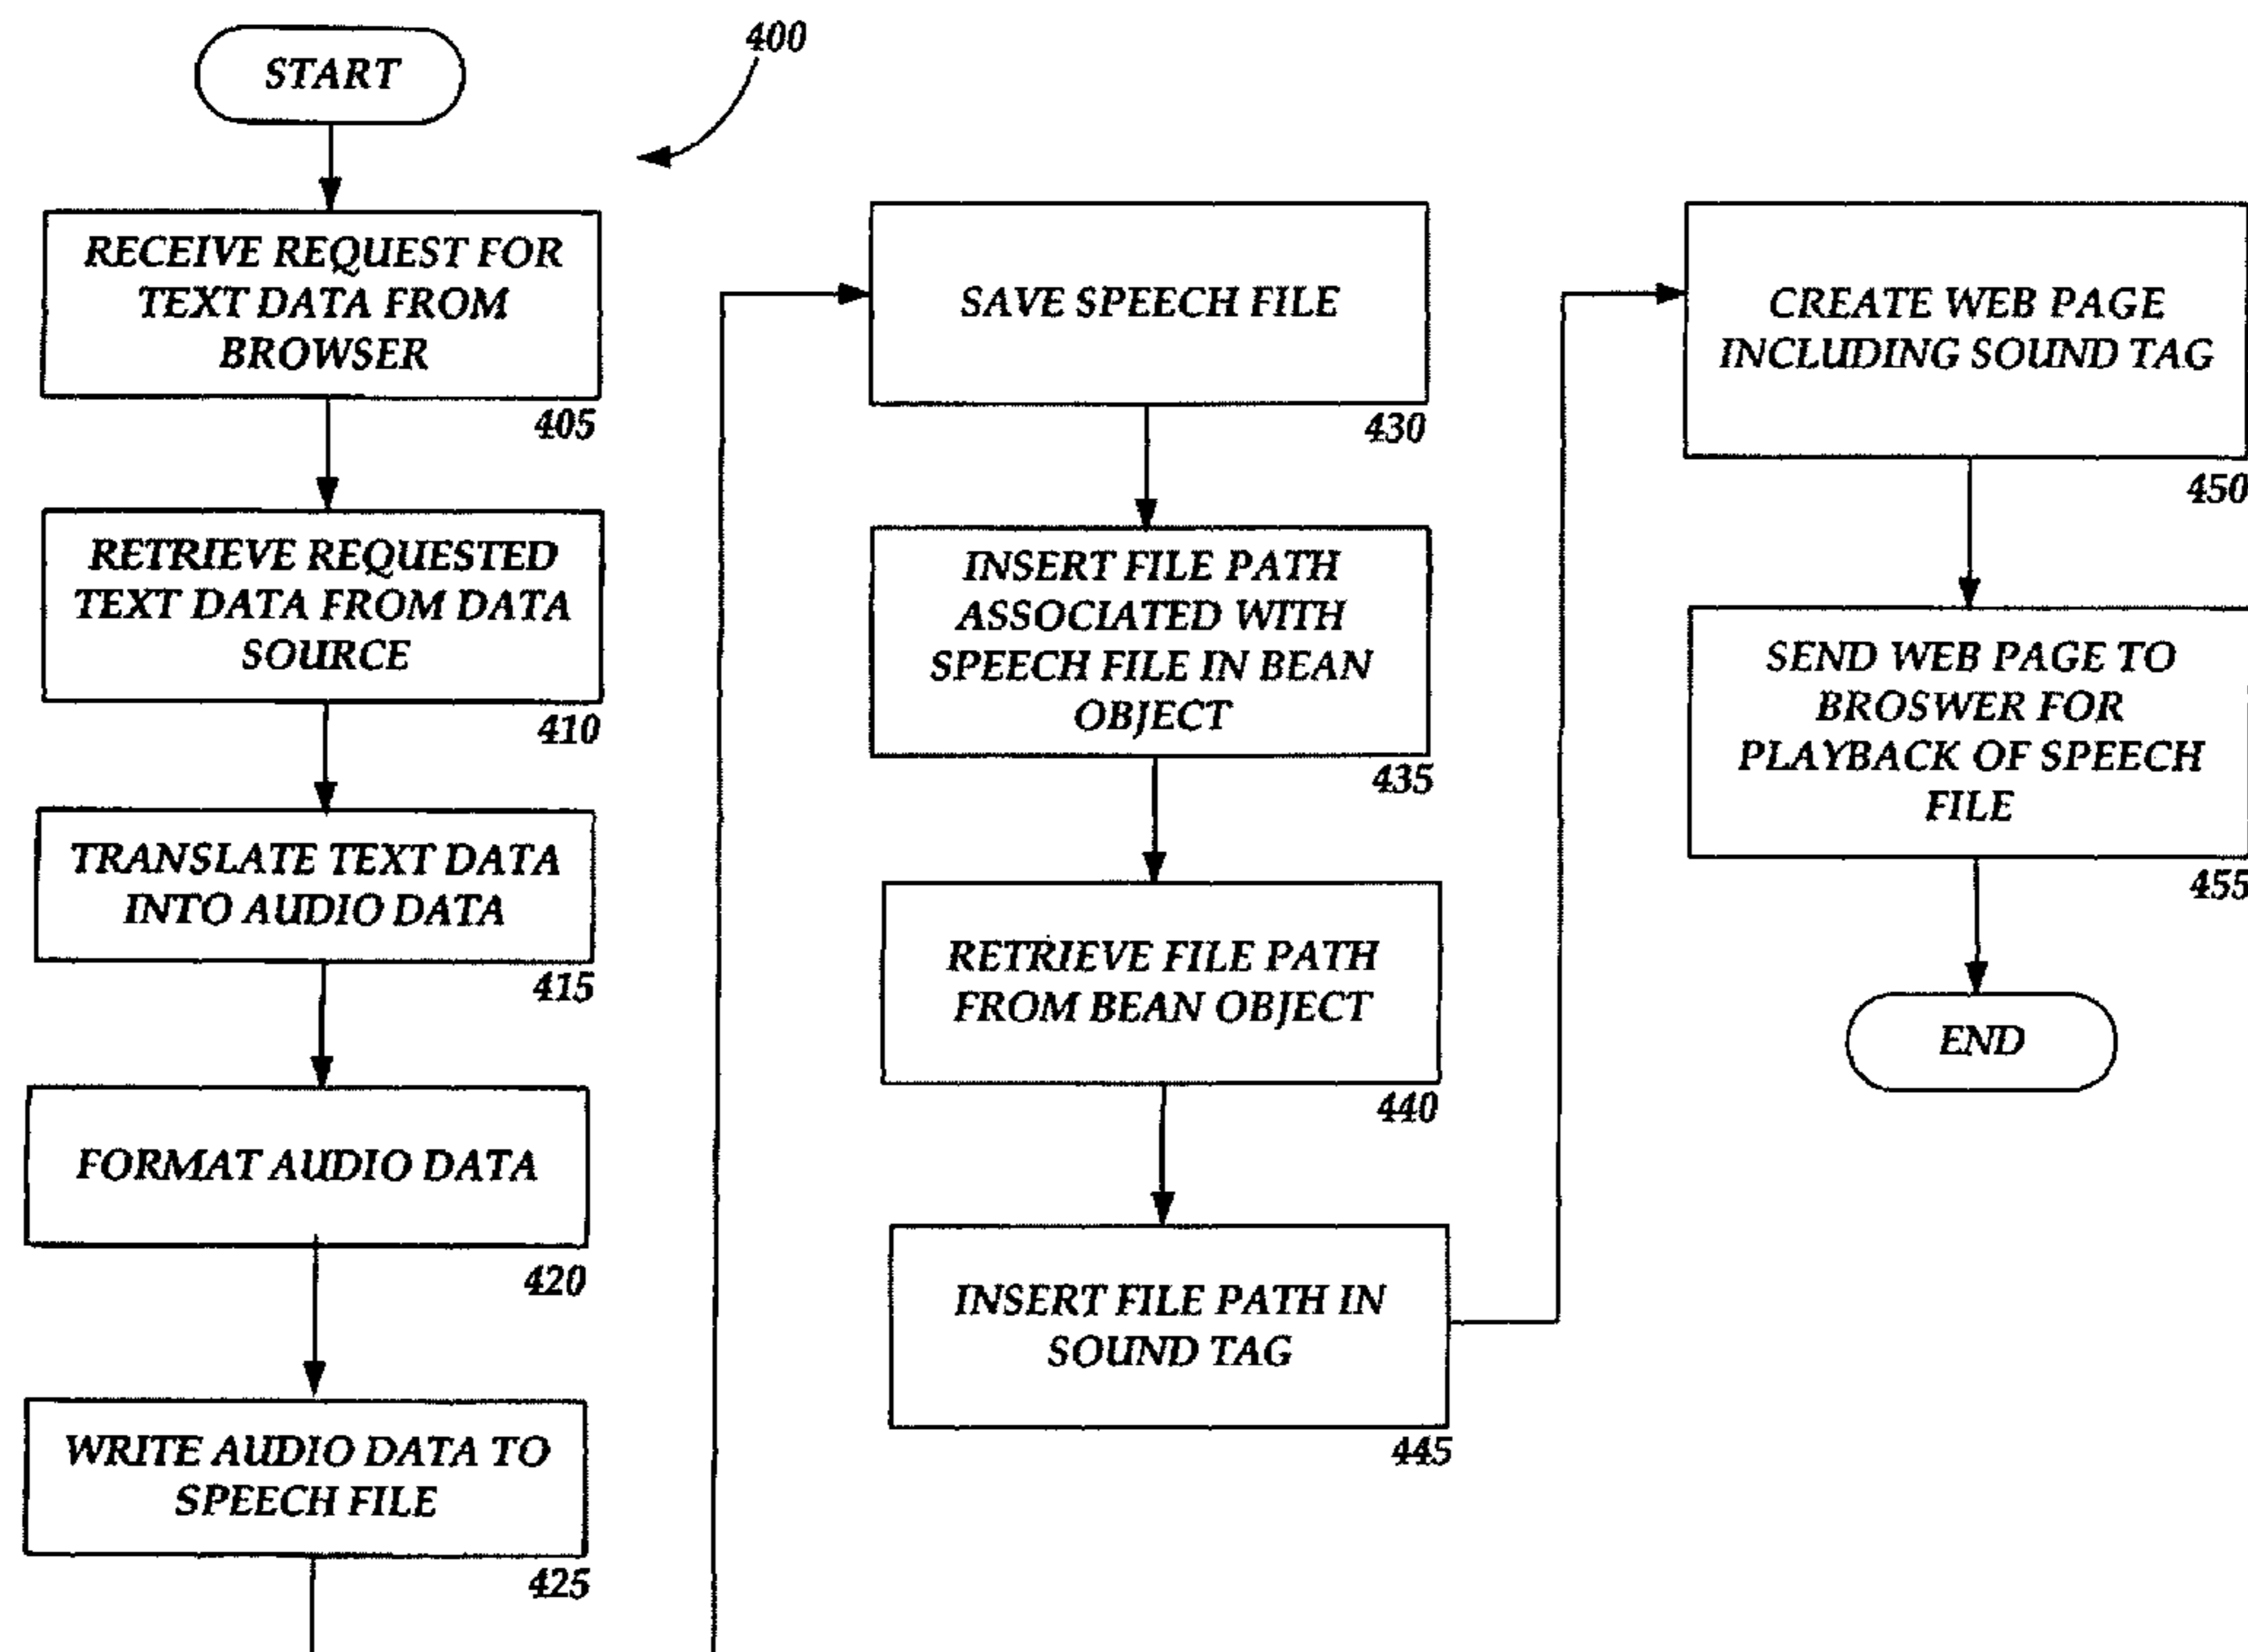 400
START
RECEIVE REQUEST FOR
TEXT DATA FROM
BROWSER
405
RETRIEVE REQUESTED
TEXT DATA FROM DATA
SOURCE
410
TRANSLATE TEXT DATA
INTO AUDIO DATA
415
FORMAT AUDIO DATA
420
WRITE AUDIO DATA TO
SPEECH FILE
425
SAVE SPEECH FILE
430
INSERT FILE PATH
ASSOCIATED WITH
SPEECH FILE IN BEAN
OBJECT
435
RETRIEVE FILE PATH
FROM BEAN OBJECT
440
INSERT FILE PATH IN
SOUND TAG
445
CREATE WEB PAGE
INCLUDING SOUND TAG
450
SEND WEB PAGE TO
BROSWER FOR
PLAYBACK OF SPEECH
FILE
455
END